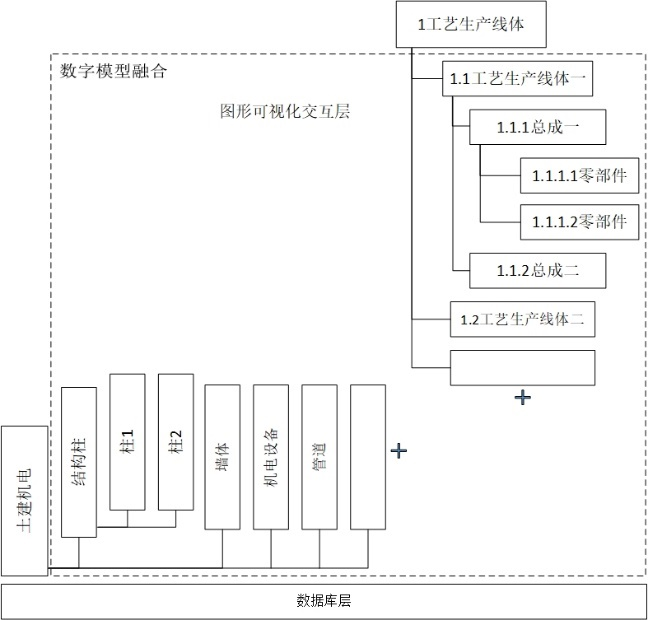 1工艺生产线体
数字模型融合
1.1工艺生产线体一
图形可视化交互层
1.1.1总成一
1.1.1.1零部件
1.1.1.2零部件
1.1.2总成二
1.2工艺生产线体二
土建机电
结构柱
柱1
柱2
墙体
机电设备
管道
数据库层